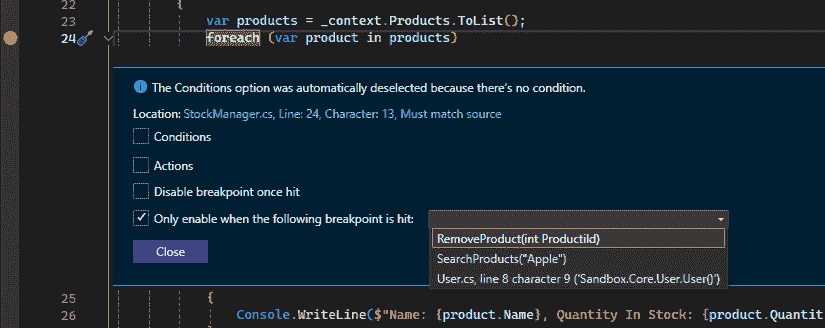 22 {
23 var products = _context.Products.ToList();
24 foreach (var product in products)
The Conditions option was automatically deselected because there's no condition.
Location: StockManager.cs, Line: 24, Character: 13, Must match source
Conditions
Actions
Disable breakpoint once hit
Only enable when the following breakpoint is hit:
RemoveProduct(int ProductiId)
SearchProducts("Apple")
User.cs, line 8 character 9 ('Sandbox.Core.User.User()')
Close
25 {
26 Console.WriteLine($"Name: {product.Name}, Quantity In Stock: {product.Quantit